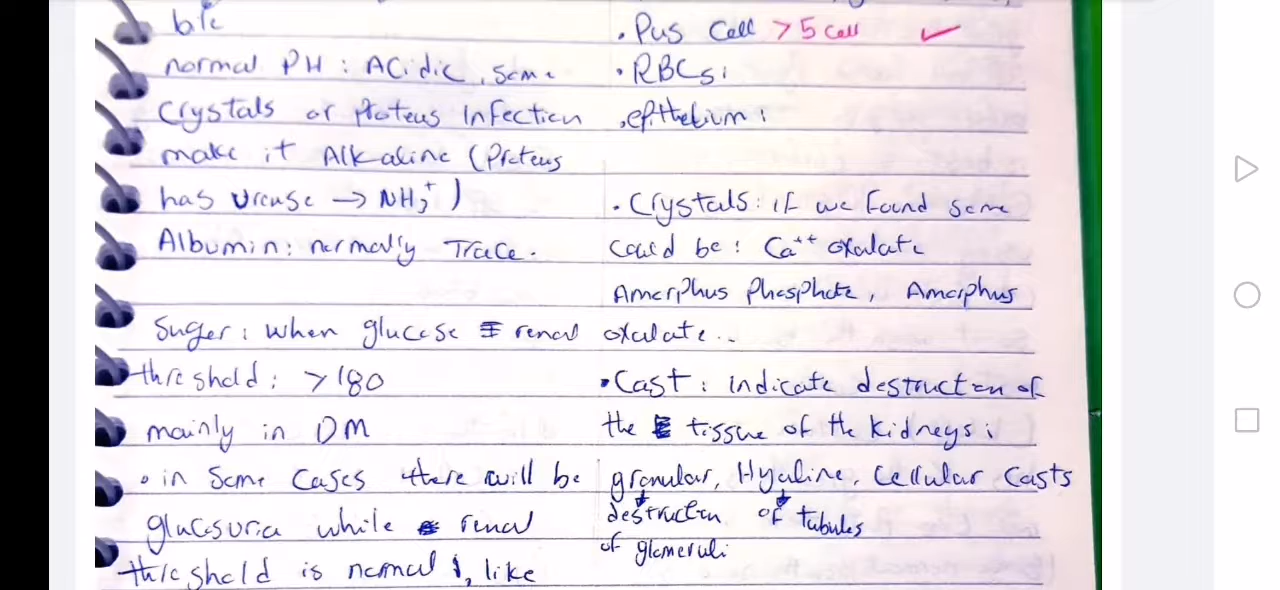 normal PH : Acidic, some
Crystals or Proteus Infection
make it Alkaline (Proteus
has urease → NH3+ )
Albumin: normally Trace.
Suger: when glucose renal
threshold: >180
mainly in DM
• in some cases there will be
glucosuria while renal
threshold is normal, like
• Pus Cell >5 cell ✓
• RBCs:
• epithelium:
• Crystals: if we found some
could be: Ca++ oxalate
Amorphus Phosphate, Amorphus
oxalate..
• Cast: indicate destruction of
the tissue of the kidneys:
granular, Hyaline, Cellular Casts
destruction of tubules
of glomeruli